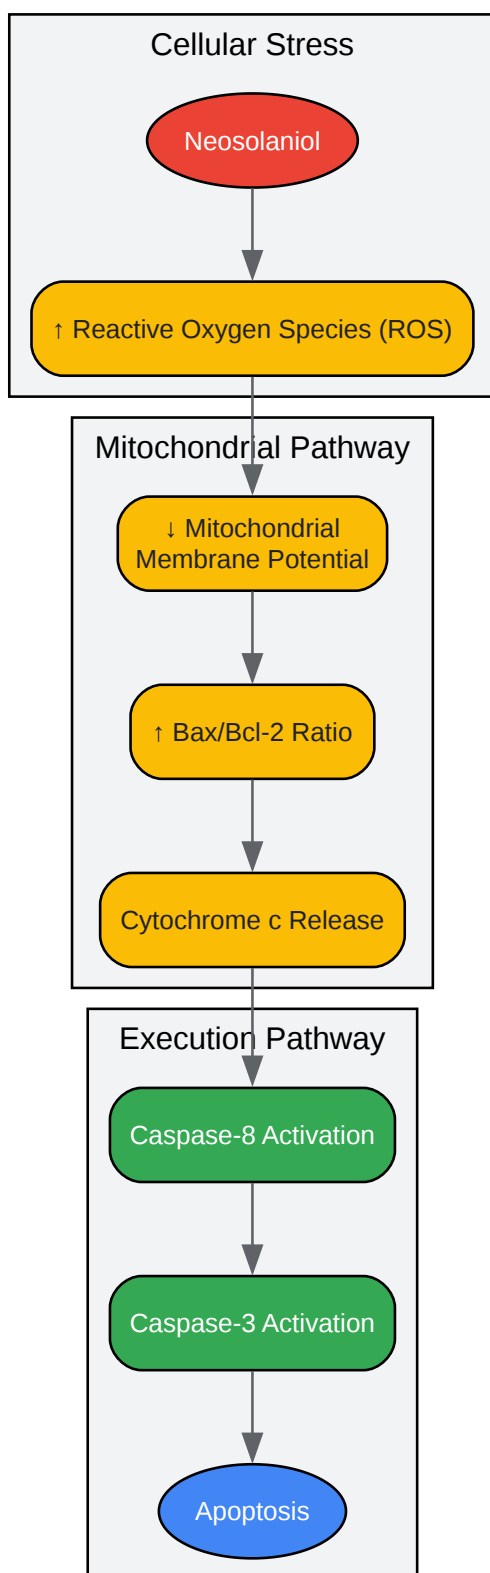 Cellular Stress
Neosolaniol
↑ Reactive Oxygen Species (ROS)
Mitochondrial Pathway
↓ Mitochondrial
Membrane Potential
↑ Bax/Bcl-2 Ratio
Cytochrome c Release
Execution Pathway
Caspase-8 Activation
Caspase-3 Activation
Apoptosis